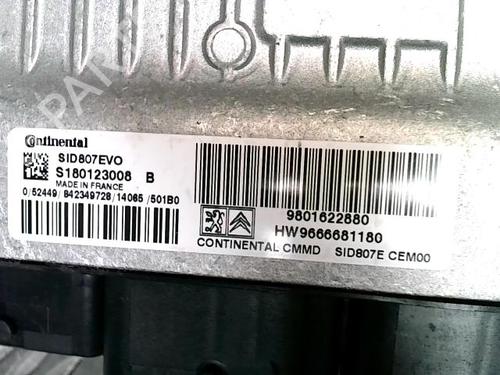 Continental
SID807EVO
S180123008 B
MADE IN FRANCE
0/52449/842349728/14065/501B0
9801622880
HW9666681180
CONTINENTAL CMMD SID807E CEM00